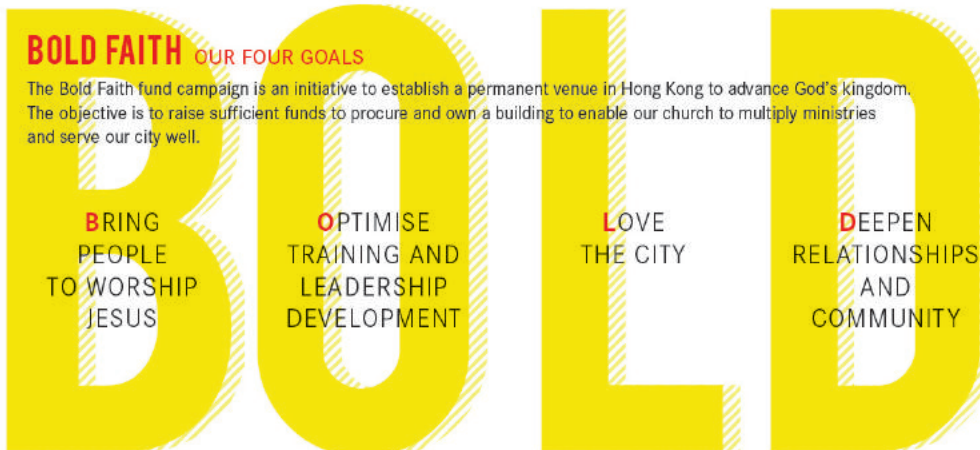 BOLD FAITH OUR FOUR GOALS
The Bold Faith fund campaign is an initiative to establish a permanent venue in Hong Kong to advance God's kingdom.
The objective is to raise sufficient funds to procure and own a building to enable our church to multiply ministries
and serve our city well.
BOLD
BRING
PEOPLE
TO WORSHIP
JESUS
OPTIMISE
TRAINING AND
LEADERSHIP
DEVELOPMENT
LOVE
THE CITY
DEEPEN
RELATIONSHIPS
AND
COMMUNITY